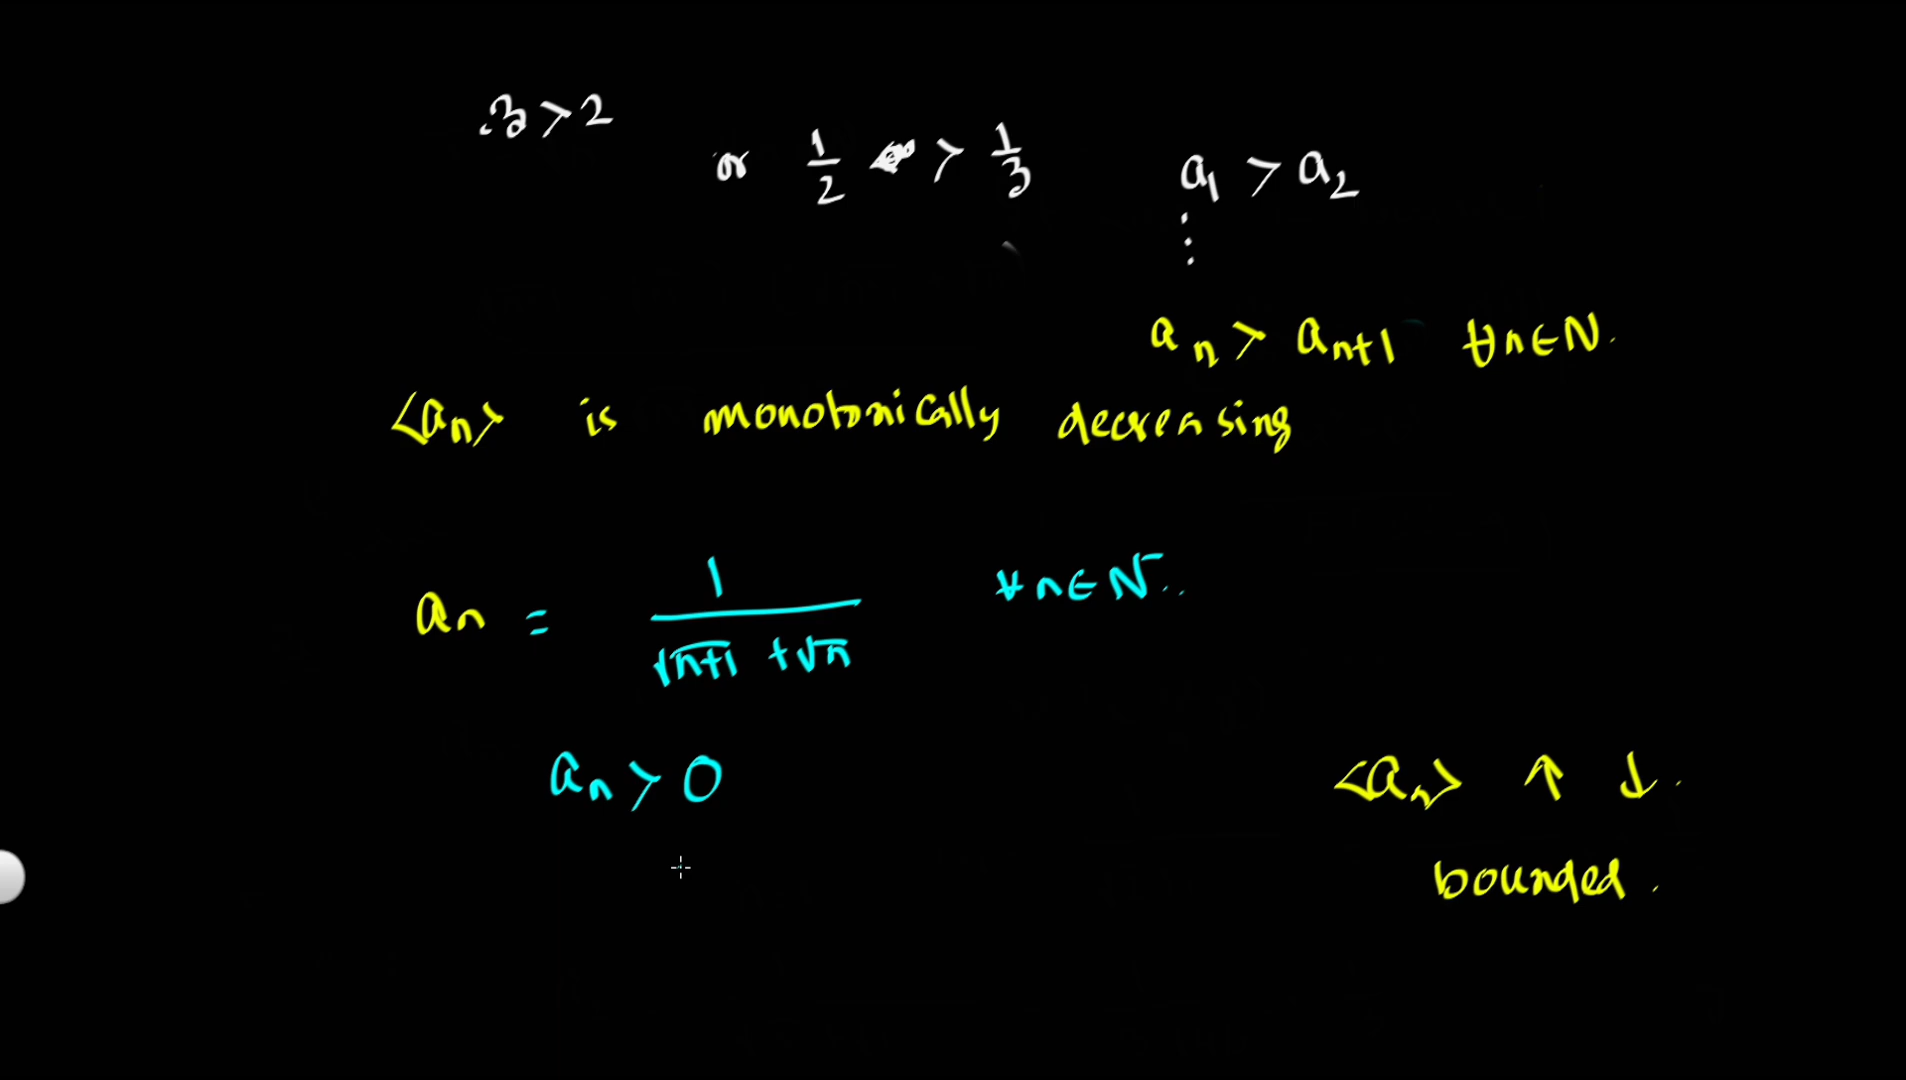 3 > 2
or 1/2 > 1/3
a₁ > a₂
⋮
aₙ > aₙ₊₁ ∀n∈N.
<aₙ> is monotonically decreasing
aₙ = 1/(√(n+1) + √n) ∀n∈N..
aₙ > 0
<aₙ> ↑ ↓.
bounded.